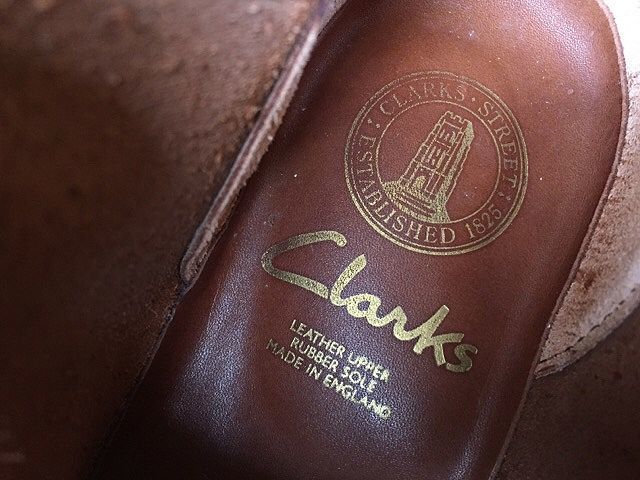 CLARKS · STREET
ESTABLISHED 1825
Clarks
LEATHER UPPER
RUBBER SOLE
MADE IN ENGLAND